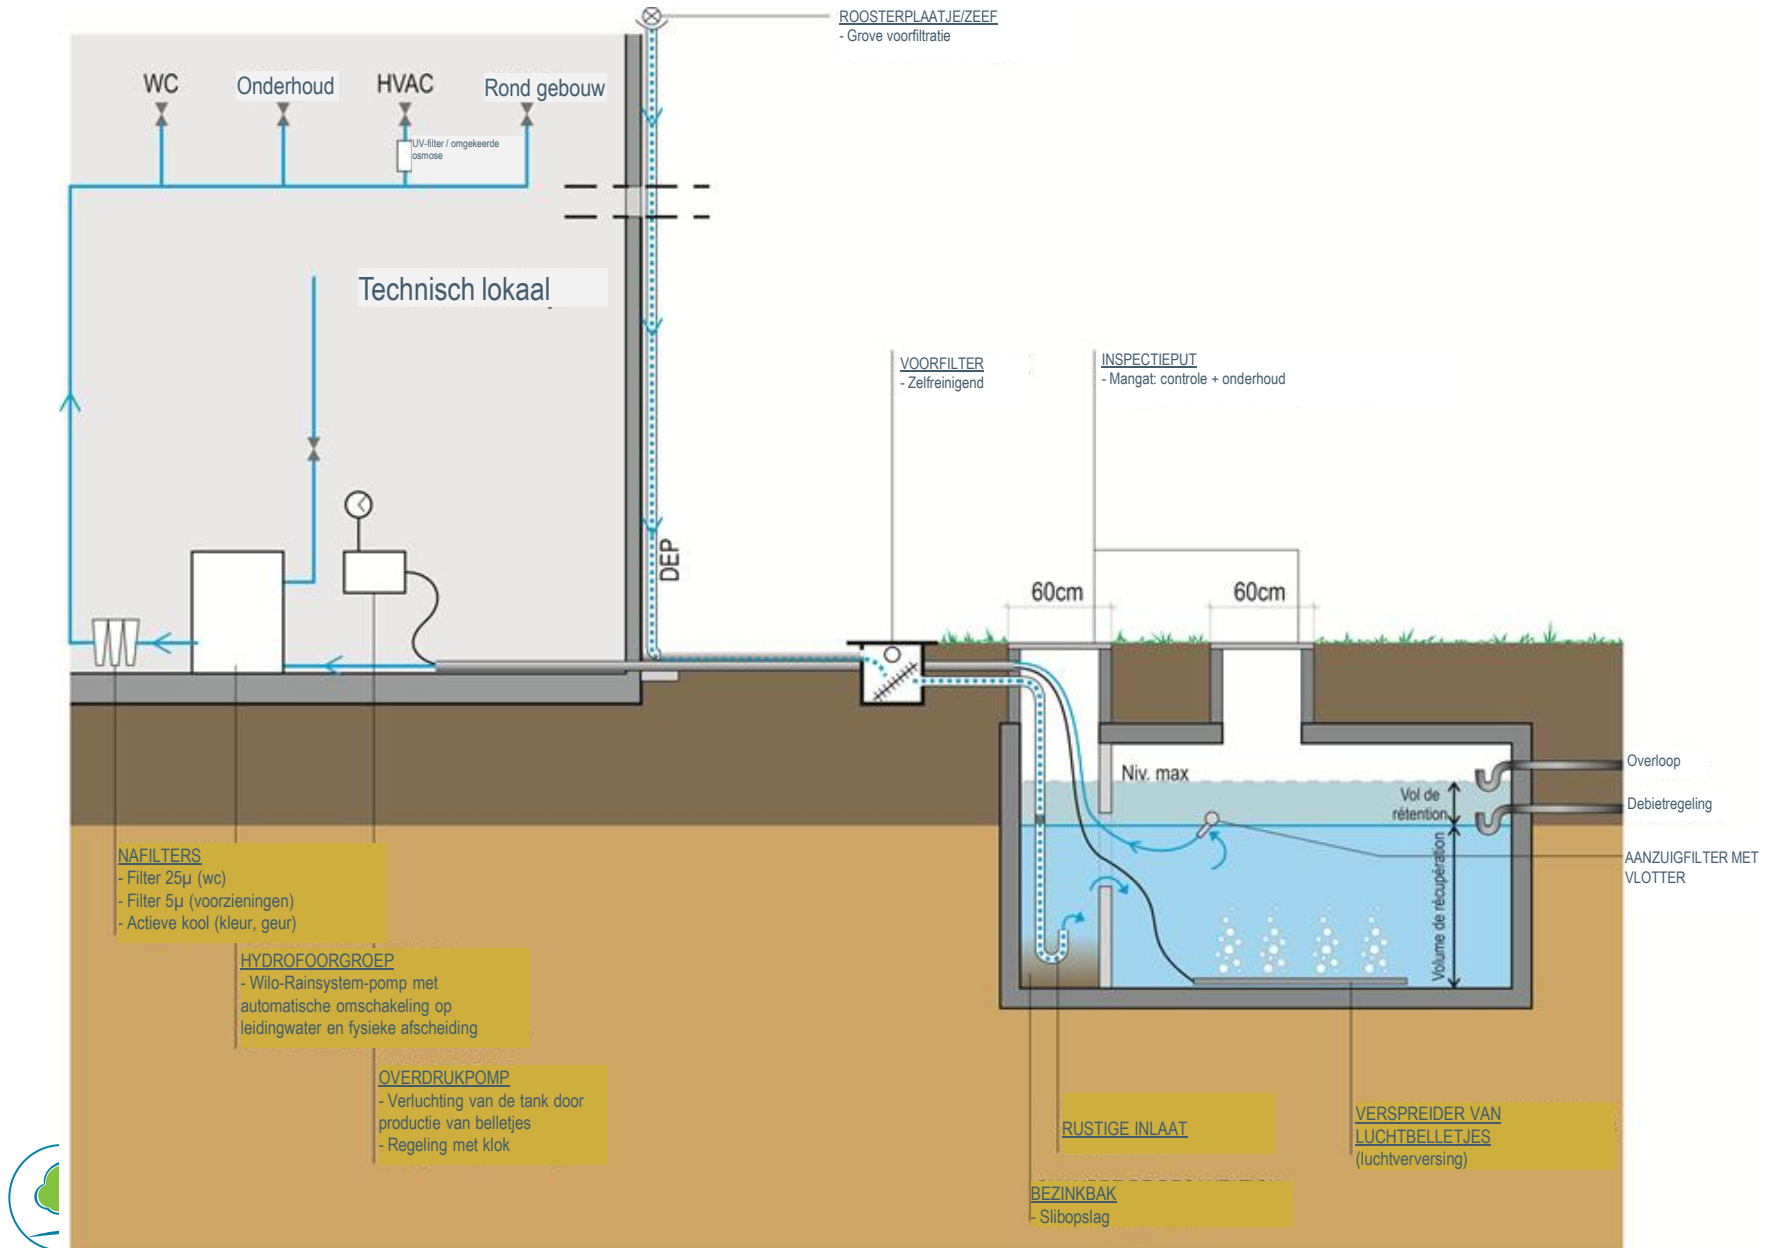 ROOSTERPLAATJE/ZEEF
- Grove voorfiltratie
WC
Onderhoud
HVAC
Rond gebouw
UV-filter / omgekeerde
osmose
Technisch lokaal
VOORFILTER
- Zelfreinigend
INSPECTIEPUT
- Mangat: controle + onderhoud
DEP
60cm
60cm
Niv. max
Vol de
rétention
Volume de récupération
Overloop
Debietregeling
AANZUIGFILTER MET
VLOTTER
NAFILTERS
- Filter 25µ (wc)
- Filter 5µ (voorzieningen)
- Actieve kool (kleur, geur)
HYDROFOORGROEP
- Wilo-Rainsystem-pomp met
automatische omschakeling op
leidingwater en fysieke afscheiding
OVERDRUKPOMP
- Verluchting van de tank door
productie van belletjes
- Regeling met klok
RUSTIGE INLAAT
VERSPREIDER VAN
LUCHTBELLETJES
(luchtverversing)
BEZINKBAK
- Slibopslag